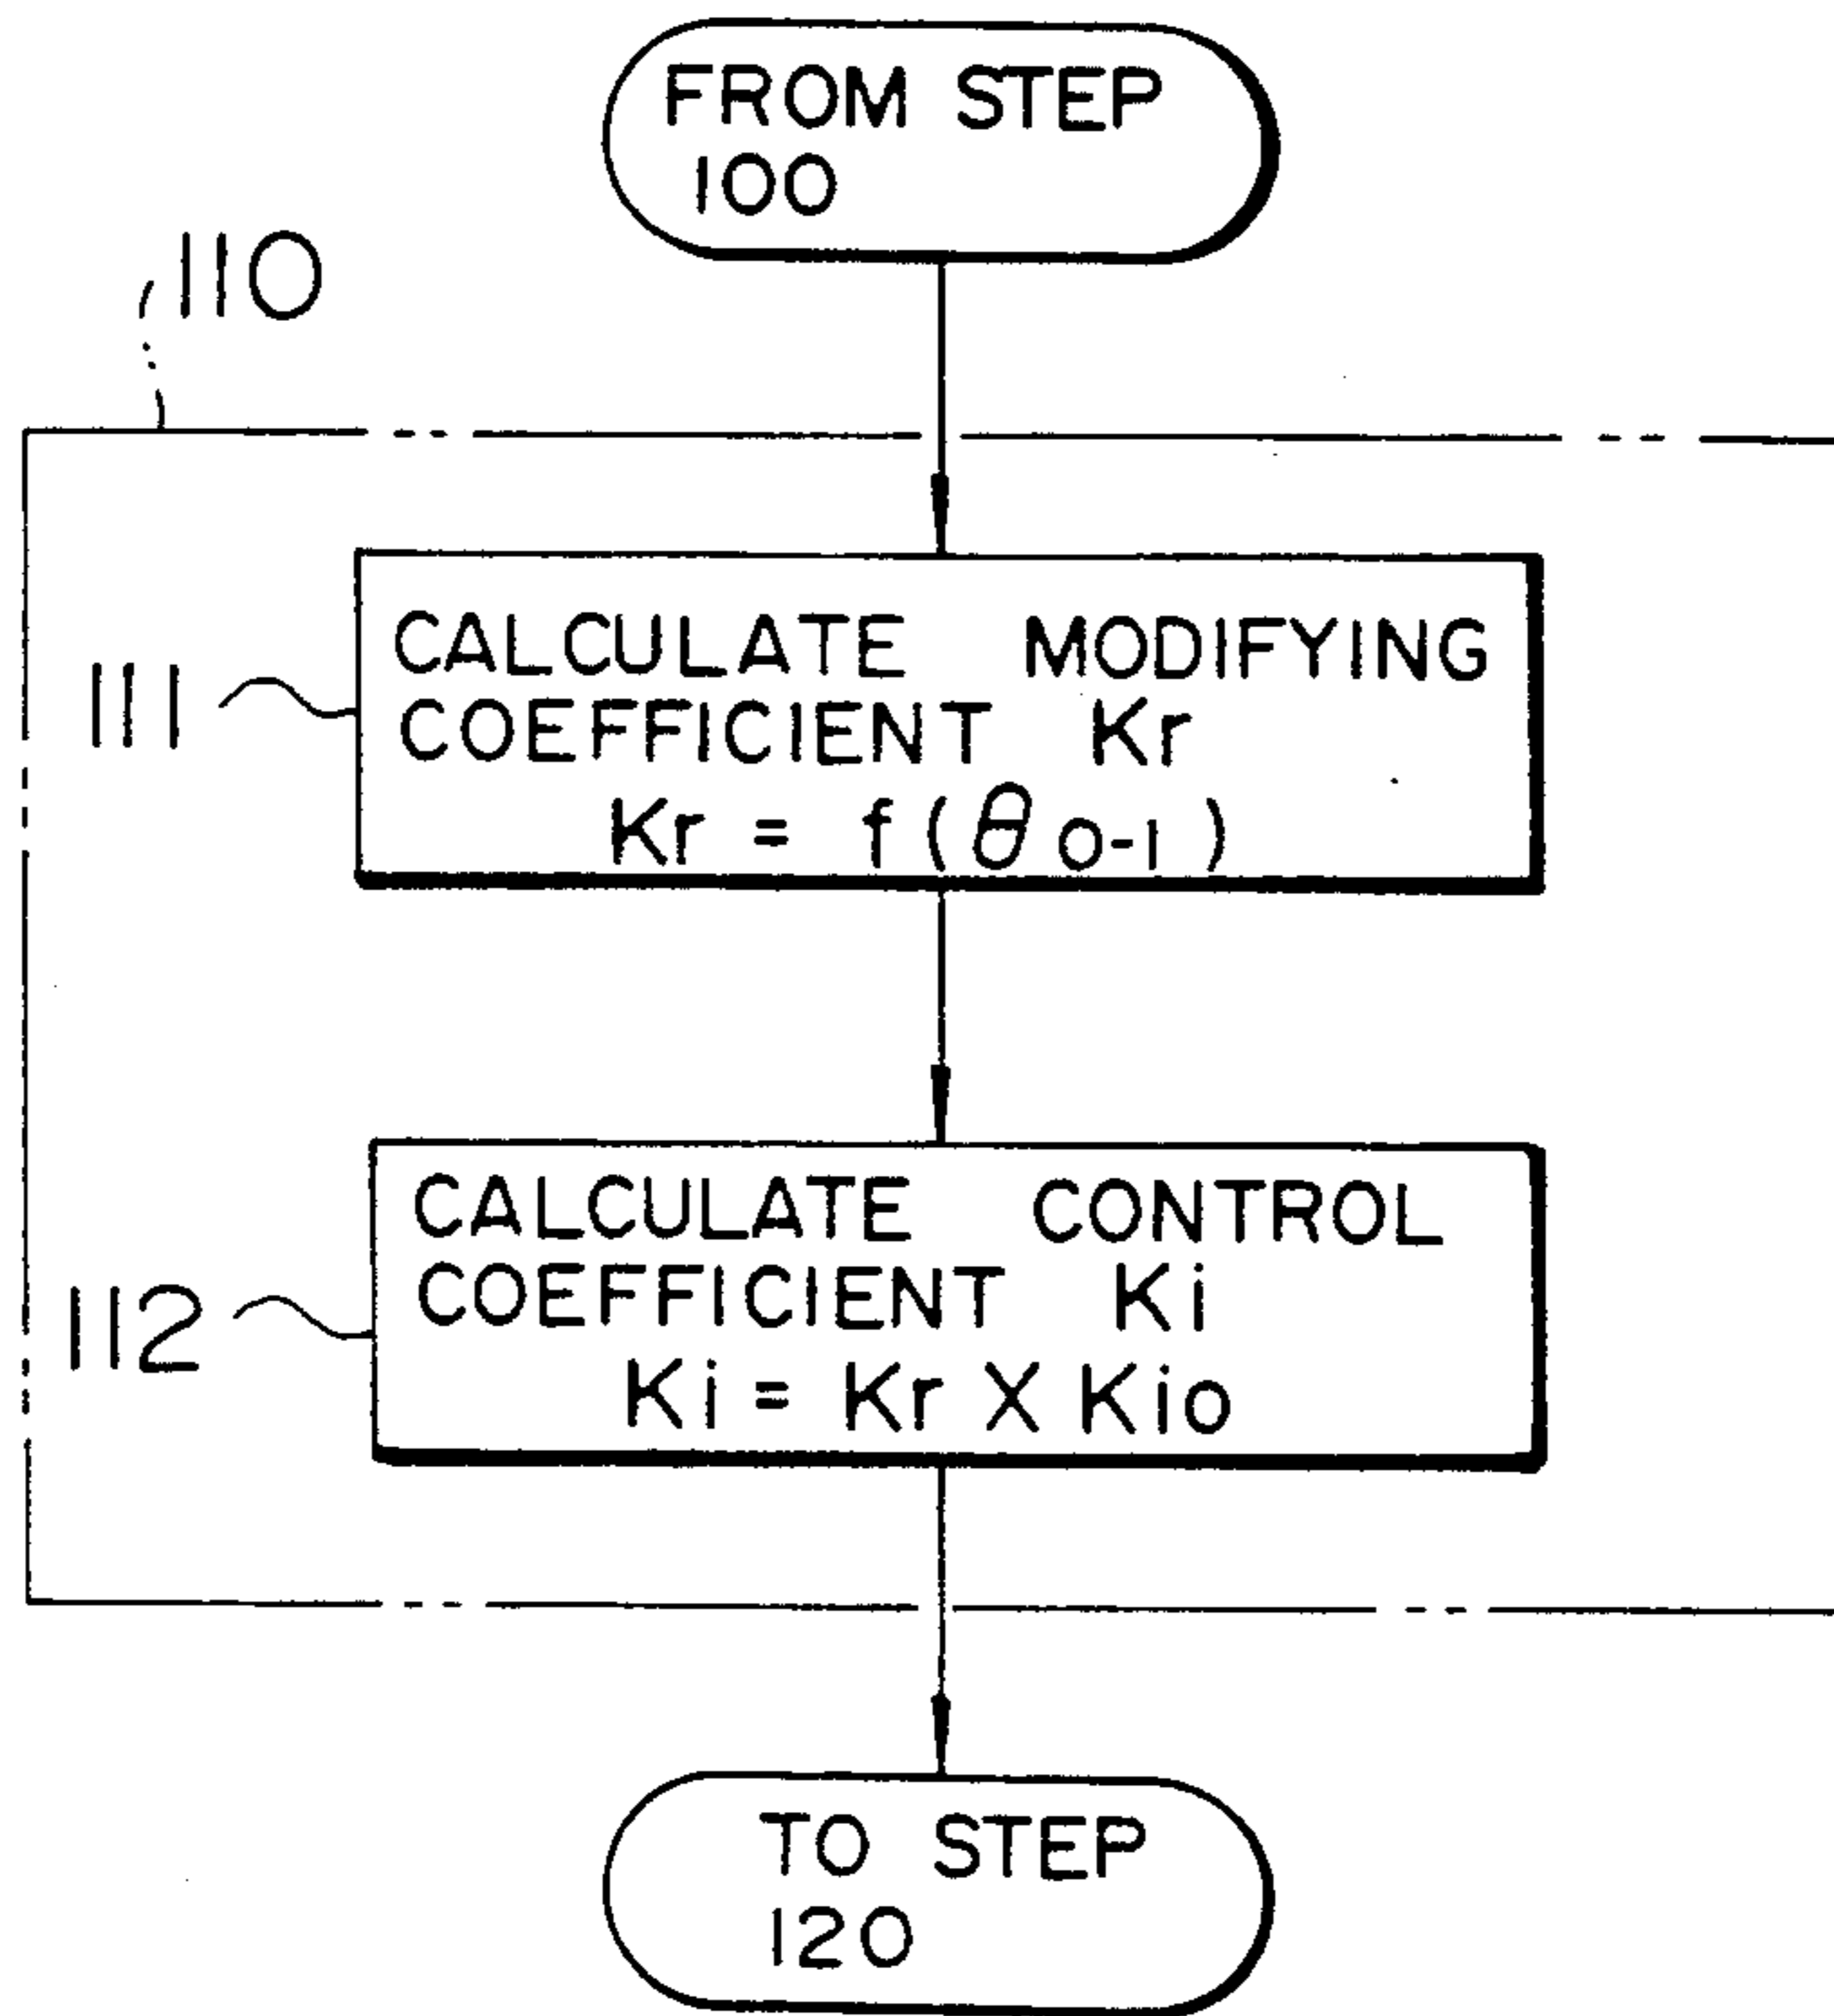 FROM STEP
100
110
CALCULATE MODIFYING
COEFFICIENT Kr
Kr = f(θo-1)
111
CALCULATE CONTROL
COEFFICIENT Ki
Ki = Kr X Kio
112
TO STEP
120